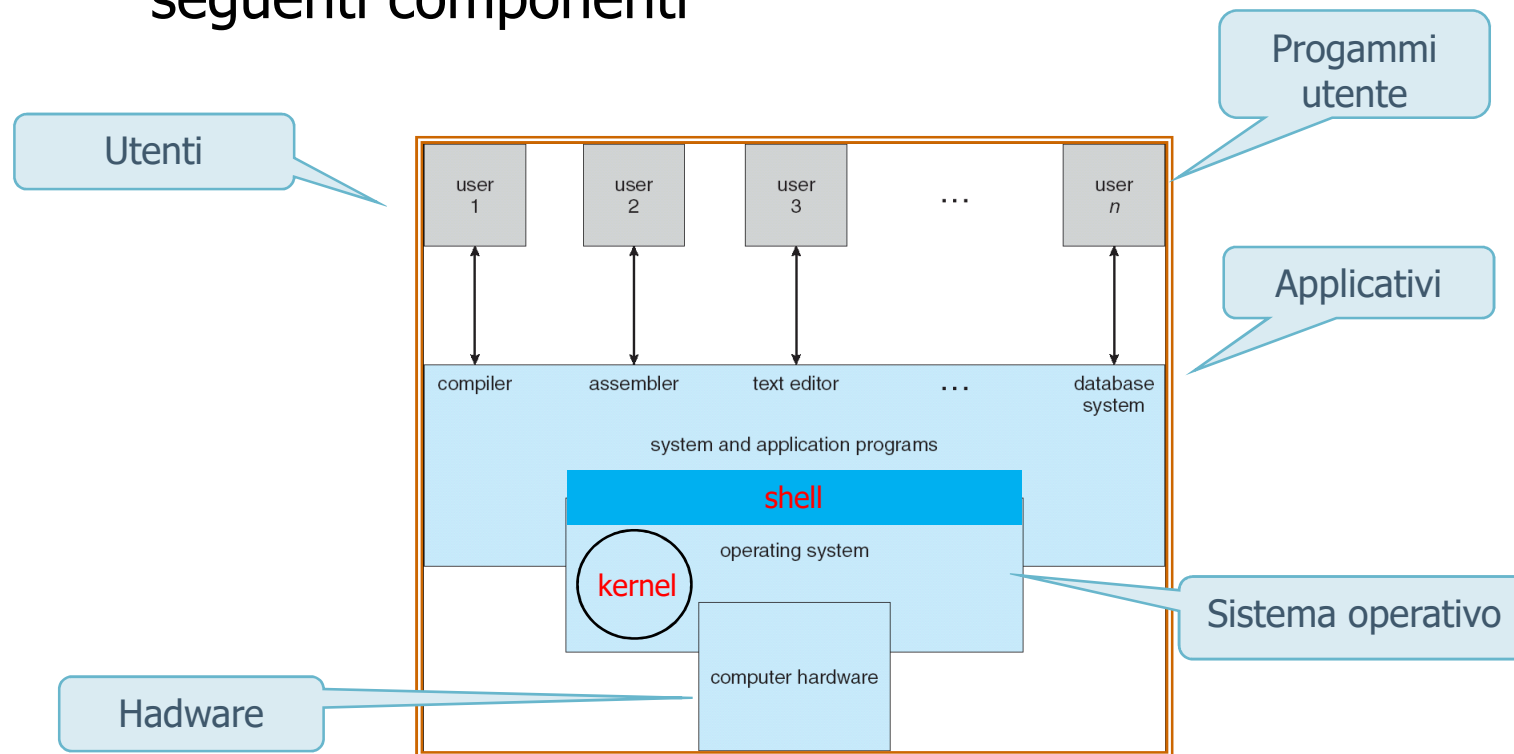 seguenti componenti
Progammi
utente
Utenti
user
1
user
2
user
3
...
user
n
Applicativi
compiler
assembler
text editor
...
database
system
system and application programs
shell
operating system
kernel
Sistema operativo
computer hardware
Hadware